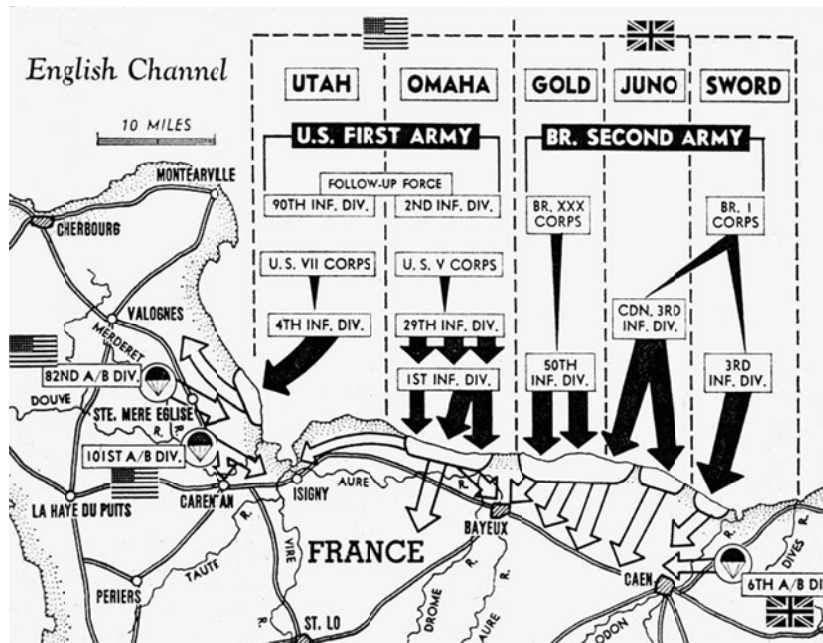 English Channel
10 MILES
UTAH
OMAHA
GOLD
JUNO
SWORD
U.S. FIRST ARMY
BR. SECOND ARMY
FOLLOW-UP FORCE
90TH INF. DIV.
2ND INF. DIV.
BR. XXX
CORPS
BR. I
CORPS
U.S. VII CORPS
U.S. V CORPS
4TH INF. DIV.
29TH INF. DIV.
CDN. 3RD
INF. DIV.
1ST INF. DIV.
50TH
INF. DIV.
3RD
INF. DIV.
MONTEARVILLE
CHERBOURG
VALOGNES
MERDERET
R.
82ND A/B DIV.
DOUVE
R.
STE. MERE EGLISE
101ST A/B DIV.
LA HAYE DU PUITS
CAREN'AN
ISIGNY
AURE
R.
BAYEUX
FRANCE
PERIERS
TAUTE
R.
VIRE
R.
ST. LO
DROME
R.
AURE
R.
CAEN
ODON
R.
DIVES
6TH A/B DI